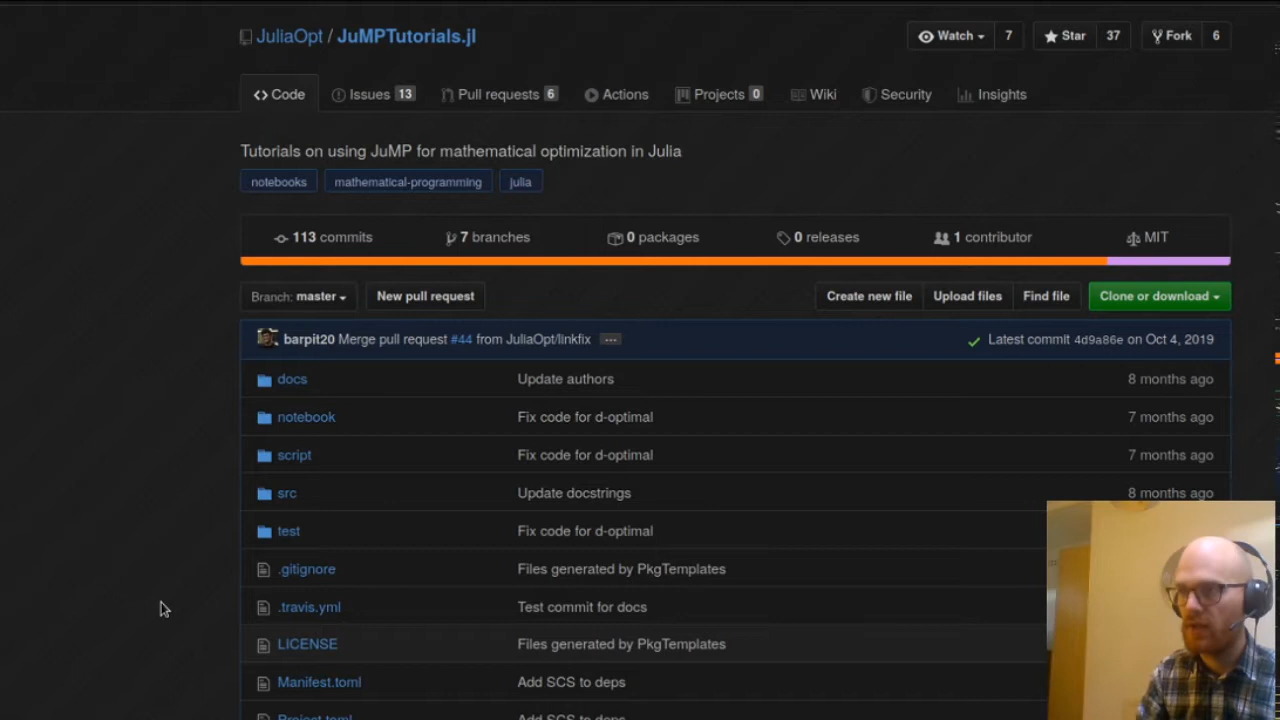 JuliaOpt / JuMPTutorials.jl
Watch 7 Star 37 Fork 6
Code Issues 13 Pull requests 6 Actions Projects 0 Wiki Security Insights
Tutorials on using JuMP for mathematical optimization in Julia
notebooks mathematical-programming julia
113 commits 7 branches 0 packages 0 releases 1 contributor MIT
Branch: master New pull request Create new file Upload files Find file Clone or download
barpit20 Merge pull request #44 from JuliaOpt/linkfix ... Latest commit 4d9a86e on Oct 4, 2019
docs Update authors 8 months ago
notebook Fix code for d-optimal 7 months ago
script Fix code for d-optimal 7 months ago
src Update docstrings 8 months ago
test Fix code for d-optimal
.gitignore Files generated by PkgTemplates
.travis.yml Test commit for docs
LICENSE Files generated by PkgTemplates
Manifest.toml Add SCS to deps
Project.toml Add SCS to deps